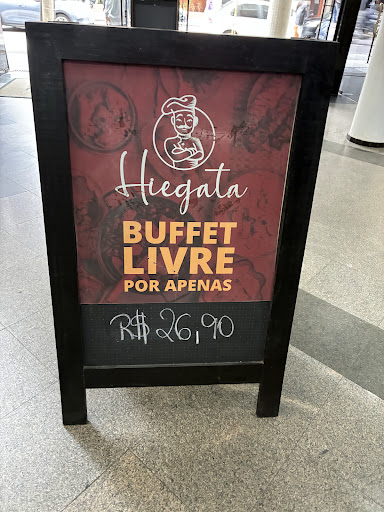 Hiegata
BUFFET
LIVRE
POR APENAS
R$ 26,90